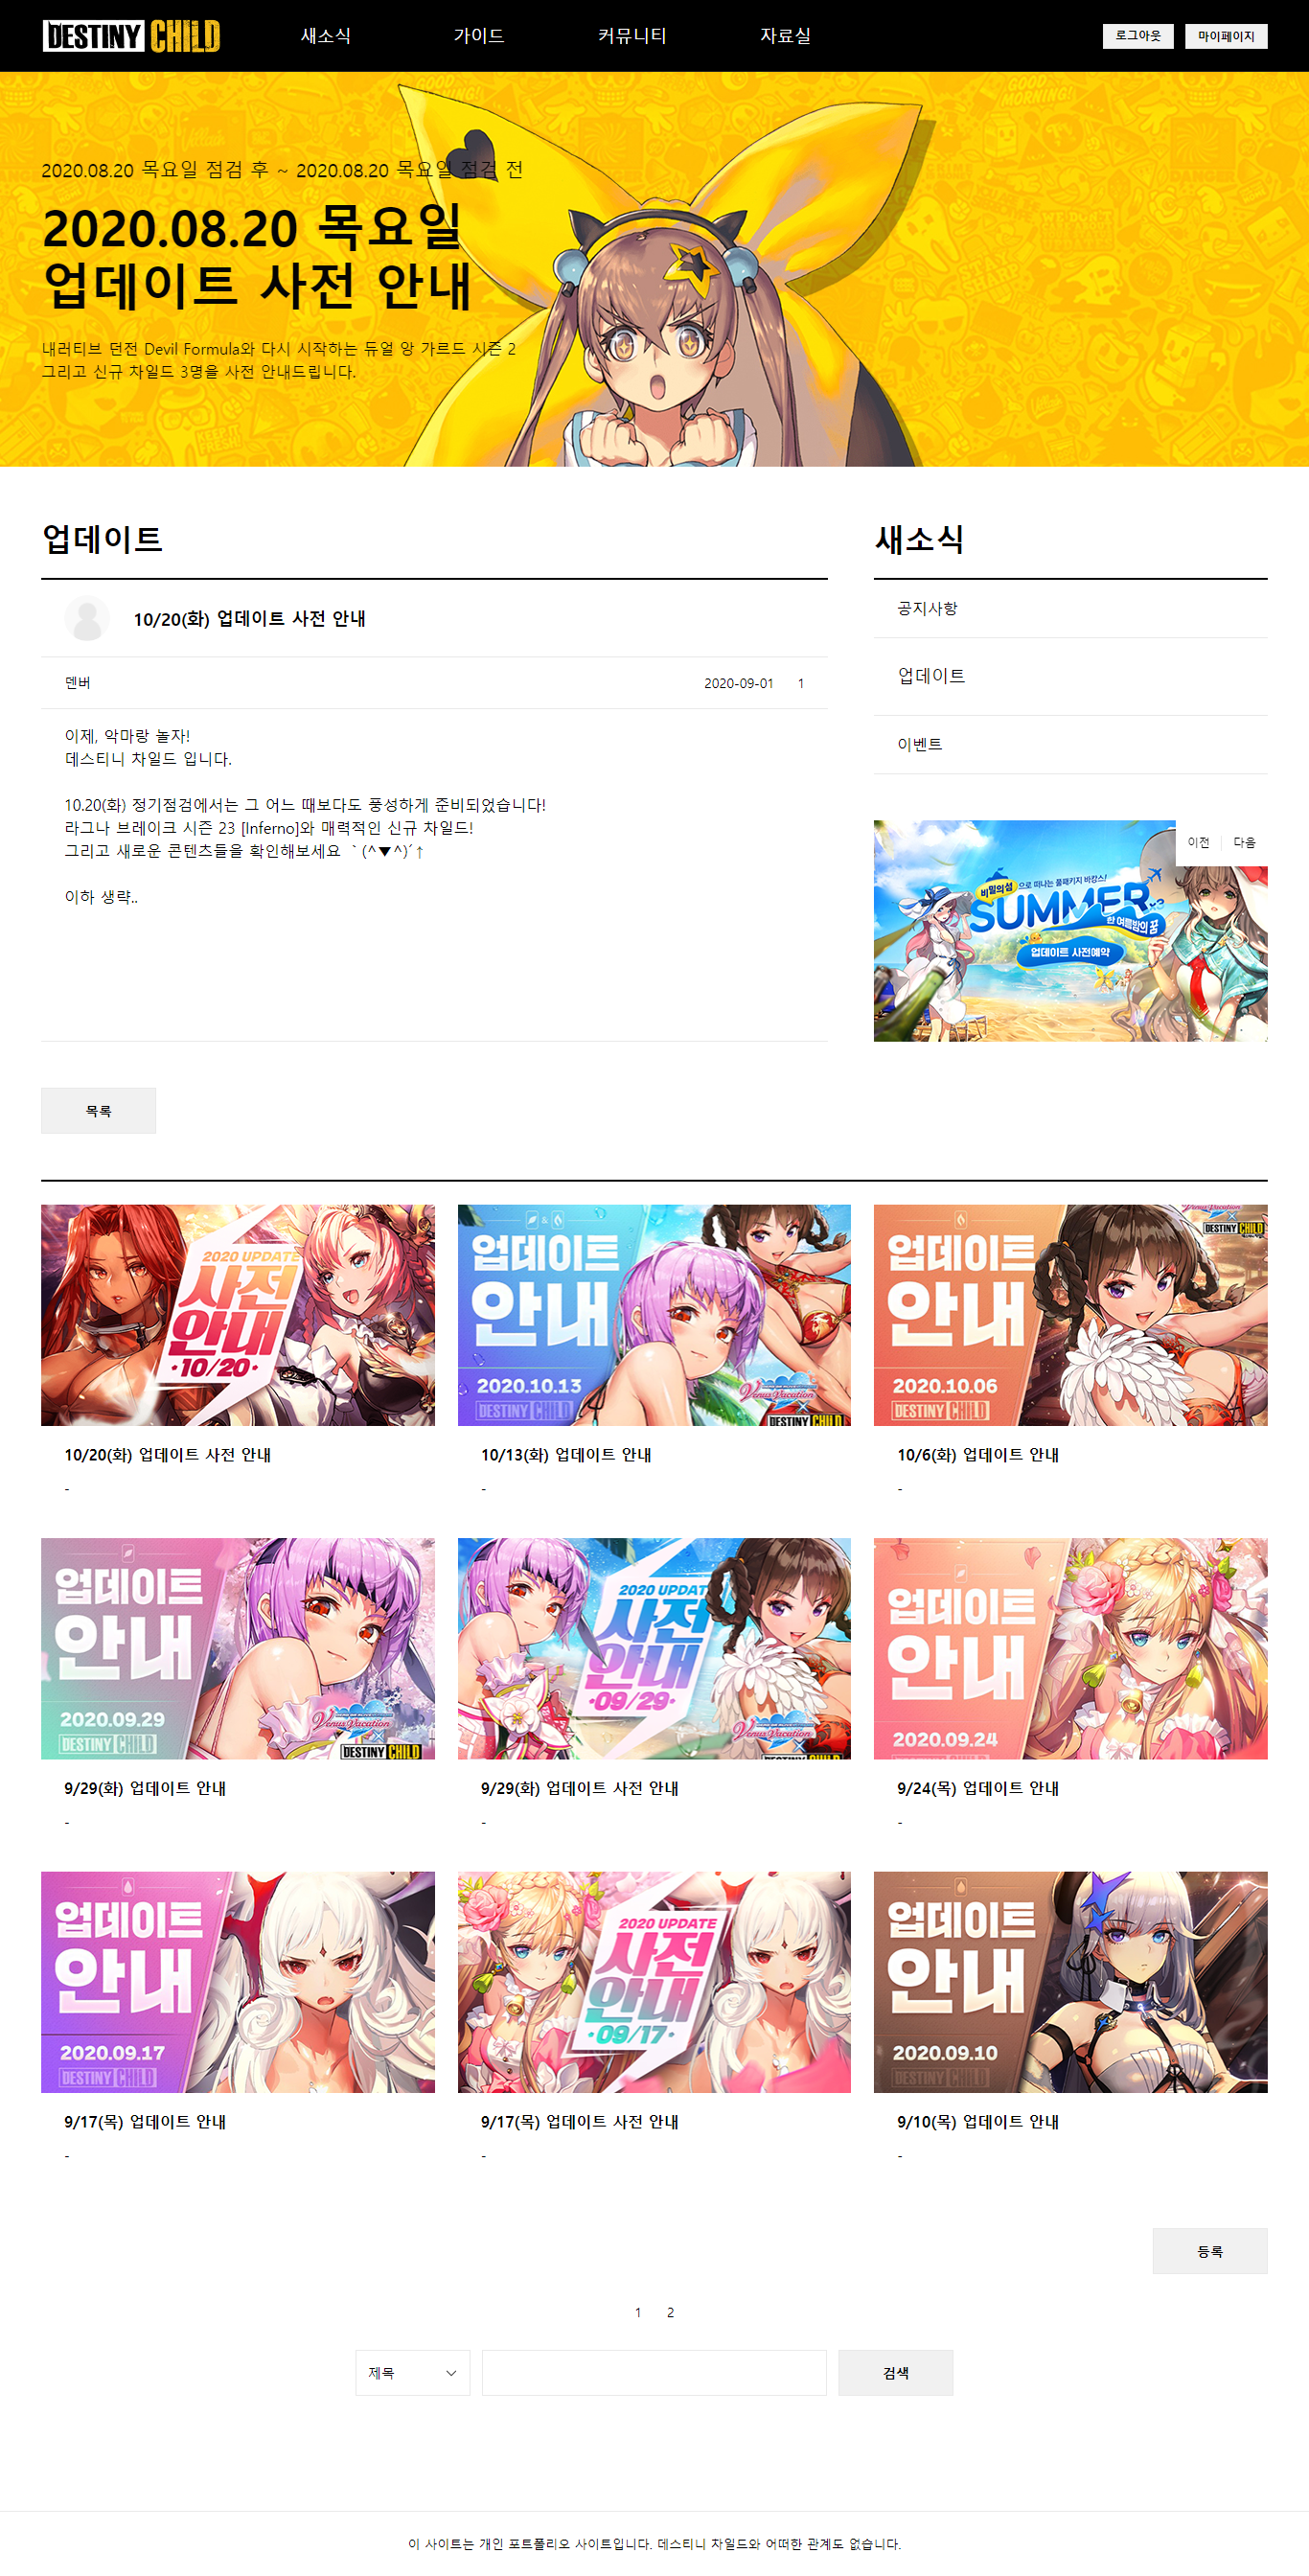 DESTINY CHILD
새소식
가이드
커뮤니티
자료실
로그아웃
마이페이지
GOOD MORNING!
2020.08.20 목요일 점검 후 ~ 2020.08.20 목요일 점검 전
2020.08.20 목요일
업데이트 사전 안내
내러티브 던전 Devil Formula와 다시 시작하는 듀얼 앙 가르드 시즌 2
그리고 신규 차일드 3명을 사전 안내드립니다.
업데이트
10/20(화) 업데이트 사전 안내
덴버
2020-09-01
1
이제, 악마랑 놀자!
데스티니 차일드 입니다.
10.20(화) 정기점검에서는 그 어느 때보다도 풍성하게 준비되었습니다!
라그나 브레이크 시즌 23 [Inferno]와 매력적인 신규 차일드!
그리고 새로운 콘텐츠들을 확인해보세요 ｀(^▼^)´↑
이하 생략..
새소식
공지사항
업데이트
이벤트
이전
다음
비밀의섬으로 떠나는 풀패키지 바캉스!
SUMMER
한 여름밤의 꿈
업데이트 사전예약
목록
2020 UPDATE
사전
안내
·10/20·
업데이트
안내
2020.10.13
DESTINY CHILD
Venus Vacation
DESTINY CHILD
업데이트
안내
2020.10.06
DESTINY CHILD
DESTINY CHILD
10/20(화) 업데이트 사전 안내
-
10/13(화) 업데이트 안내
-
10/6(화) 업데이트 안내
-
업데이트
안내
2020.09.29
DESTINY CHILD
Venus Vacation
DESTINY CHILD
2020 UPDATE
사전
안내
·09/29·
Venus Vacation
DESTINY CHILD
업데이트
안내
2020.09.24
DESTINY CHILD
9/29(화) 업데이트 안내
-
9/29(화) 업데이트 사전 안내
-
9/24(목) 업데이트 안내
-
업데이트
안내
2020.09.17
DESTINY CHILD
2020 UPDATE
사전
안내
·09/17·
업데이트
안내
2020.09.10
DESTINY CHILD
9/17(목) 업데이트 안내
-
9/17(목) 업데이트 사전 안내
-
9/10(목) 업데이트 안내
-
등록
1
2
제목
검색
이 사이트는 개인 포트폴리오 사이트입니다. 데스티니 차일드와 어떠한 관계도 없습니다.